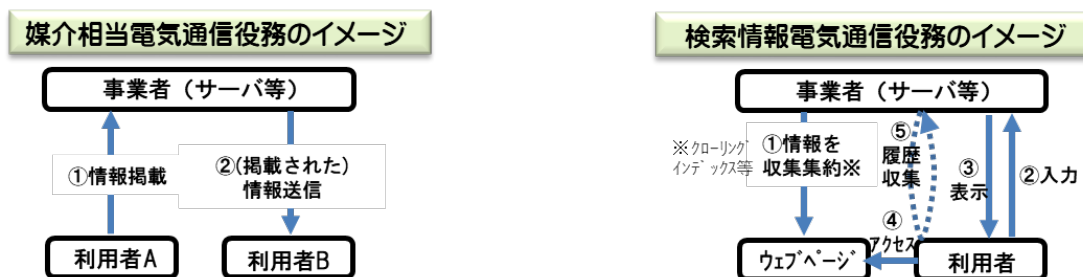 媒介相当電気通信役務のイメージ
事業者（サーバ等）
①情報掲載
②(掲載された)
情報送信
利用者A
利用者B
検索情報電気通信役務のイメージ
事業者（サーバ等）
※クローリング
インデックス等
①情報を
収集集約※
⑤
履歴
収集
③
表示
②入力
④
アクセス
ウェブページ
利用者